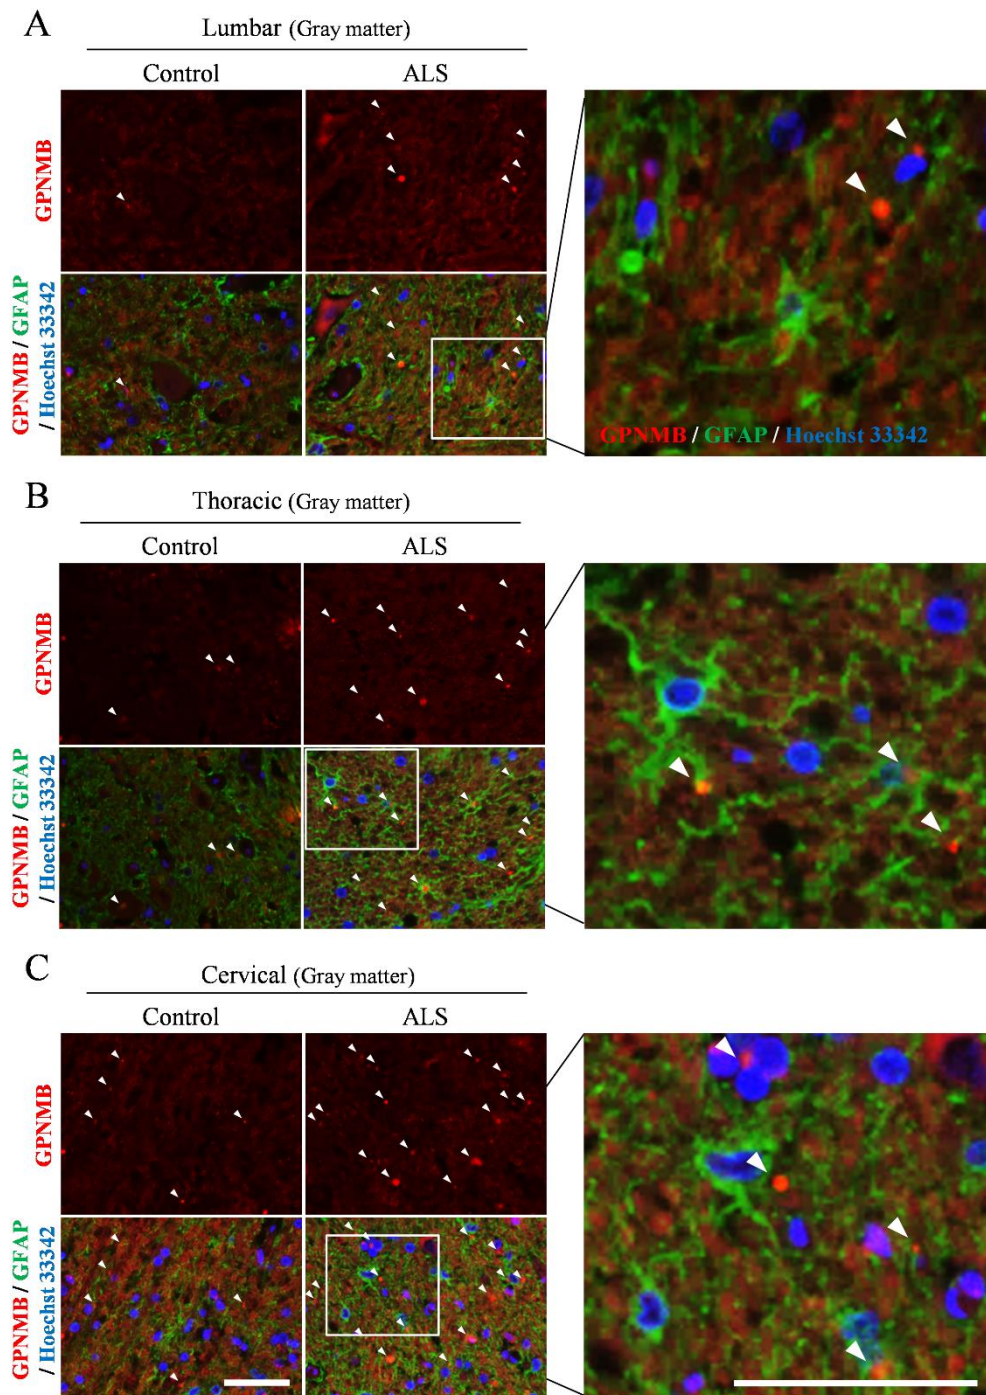 A
Lumbar (Gray matter)
Control
ALS
GPNMB
GPNMB / GFAP
/ Hoechst 33342
GPNMB / GFAP / Hoechst 33342
B
Thoracic (Gray matter)
Control
ALS
GPNMB
GPNMB / GFAP
/ Hoechst 33342
C
Cervical (Gray matter)
Control
ALS
GPNMB
GPNMB / GFAP
/ Hoechst 33342